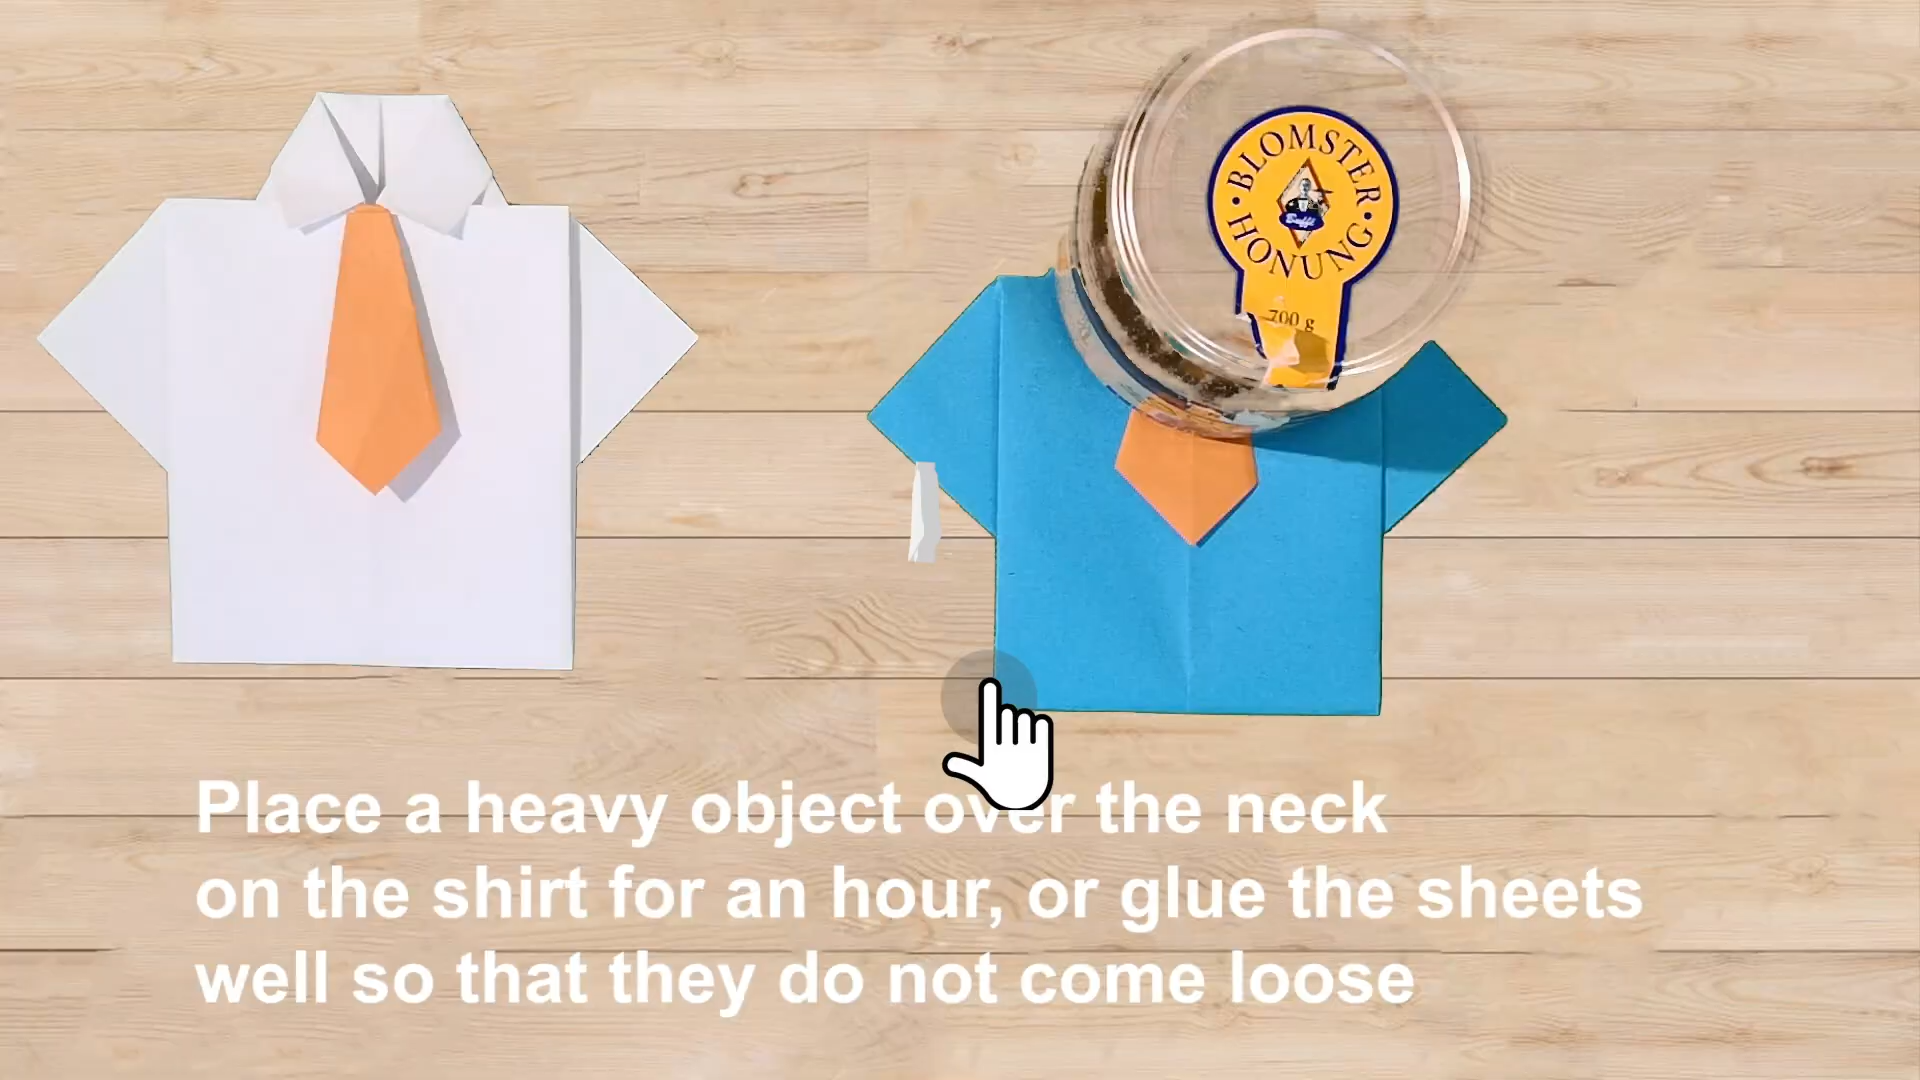 BLOMSTER
HONUNG
700 g
Place a heavy object over the neck
on the shirt for an hour, or glue the sheets
well so that they do not come loose